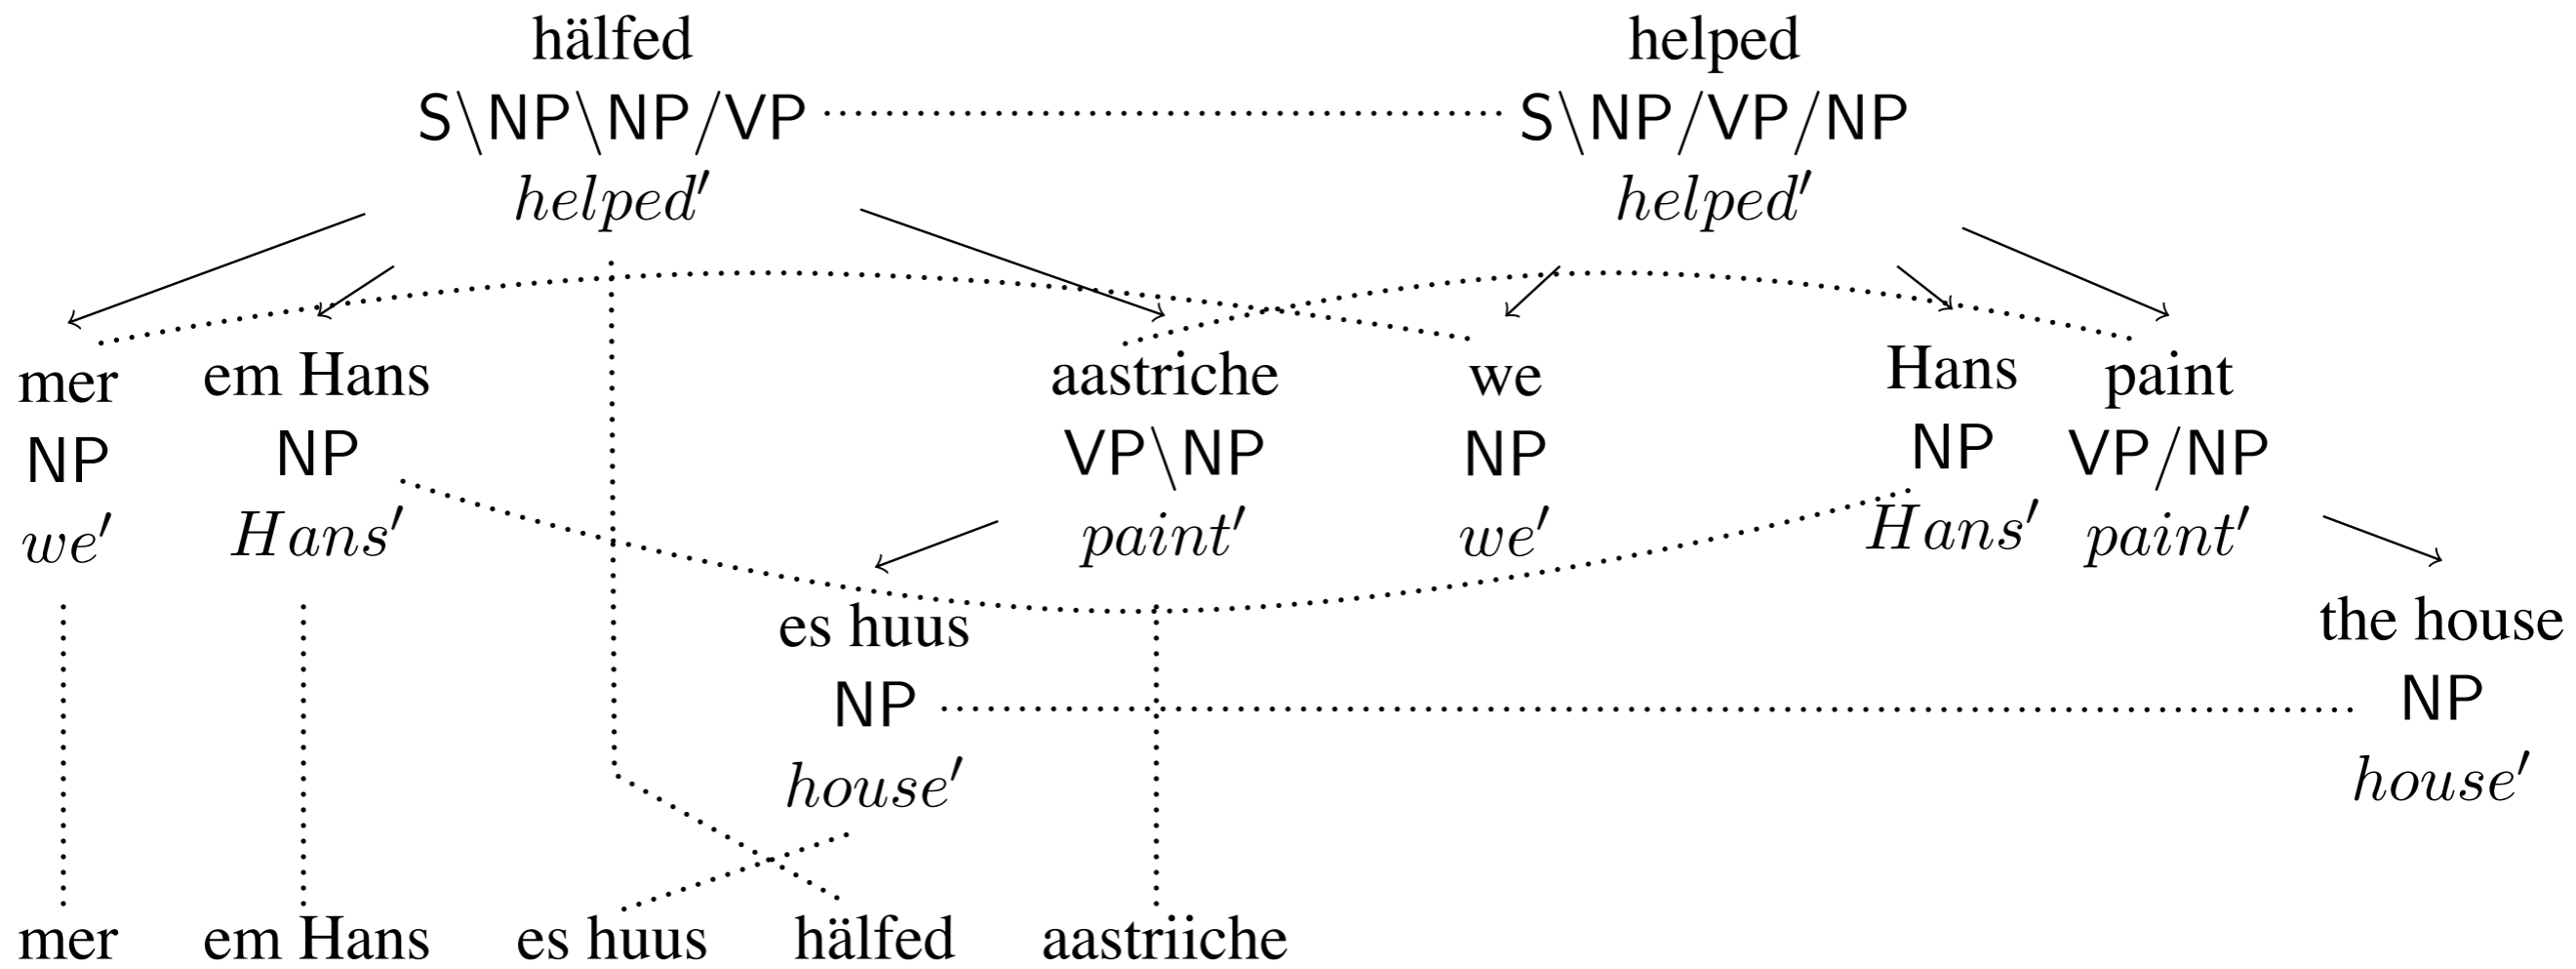 hälfed helped
S\NP\NP/VP S\NP/VP/NP
helped′ helped′
mer em Hans aastriche we Hans paint
NP NP VP\NP NP NP VP/NP
we′ Hans′ paint′ we′ Hans′ paint′
es huus the house
NP NP
house′ house′
mer em Hans es huus hälfed aastriiche